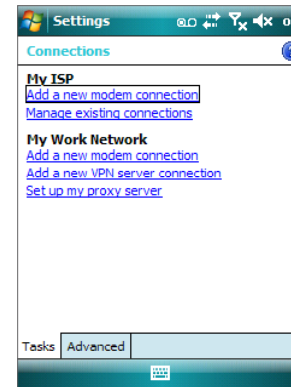 Settings
Connections
My ISP
Add a new modem connection
Manage existing connections
My Work Network
Add a new modem connection
Add a new VPN server connection
Set up my proxy server
Tasks Advanced